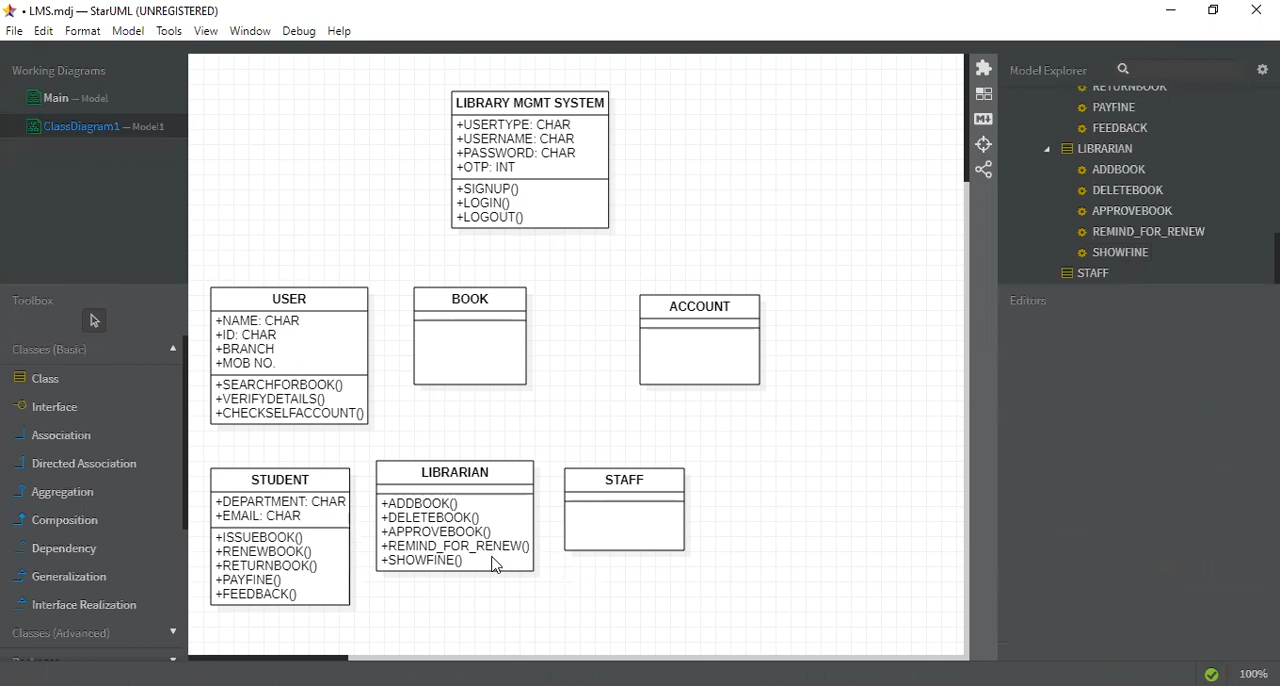 • LMS.mdj — StarUML (UNREGISTERED)
File Edit Format Model Tools View Window Debug Help
Working Diagrams
Main — Model
ClassDiagram1 — Model1
Toolbox
Classes (Basic)
Class
Interface
Association
Directed Association
Aggregation
Composition
Dependency
Generalization
Interface Realization
Classes (Advanced)
LIBRARY MGMT SYSTEM
+USERTYPE: CHAR
+USERNAME: CHAR
+PASSWORD: CHAR
+OTP: INT
+SIGNUP()
+LOGIN()
+LOGOUT()
USER
+NAME: CHAR
+ID: CHAR
+BRANCH
+MOB NO.
+SEARCHFORBOOK()
+VERIFYDETAILS()
+CHECKSELFACCOUNT()
BOOK
ACCOUNT
STUDENT
+DEPARTMENT: CHAR
+EMAIL: CHAR
+ISSUEBOOK()
+RENEWBOOK()
+RETURNBOOK()
+PAYFINE()
+FEEDBACK()
LIBRARIAN
+ADDBOOK()
+DELETEBOOK()
+APPROVEBOOK()
+REMIND_FOR_RENEW()
+SHOWFINE()
STAFF
Model Explorer
RETURNBOOK
PAYFINE
FEEDBACK
LIBRARIAN
ADDBOOK
DELETEBOOK
APPROVEBOOK
REMIND_FOR_RENEW
SHOWFINE
STAFF
Editors
100%